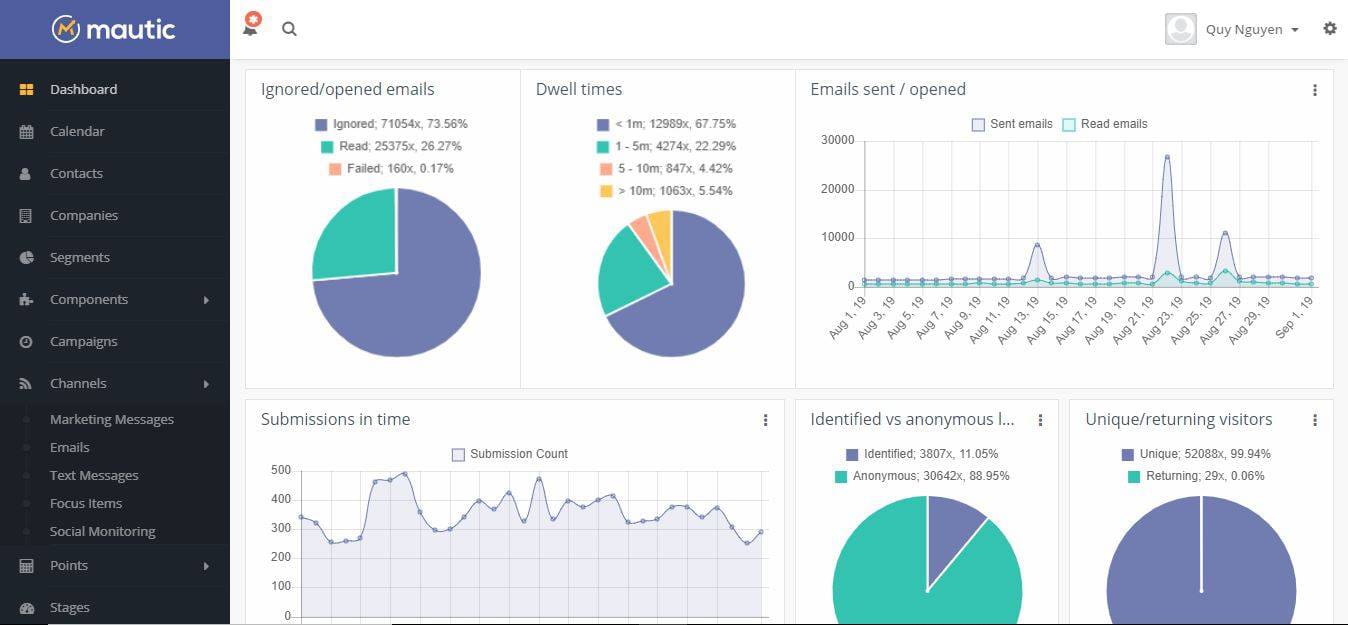 mautic
Quy Nguyen
Dashboard
Calendar
Contacts
Companies
Segments
Components
Campaigns
Channels
Marketing Messages
Emails
Text Messages
Focus Items
Social Monitoring
Points
Stages
Ignored/opened emails
Ignored; 71054x, 73.56%
Read; 25375x, 26.27%
Failed; 160x, 0.17%
Dwell times
< 1m; 12989x, 67.75%
1 - 5m; 4274x, 22.29%
5 - 10m; 847x, 4.42%
> 10m; 1063x, 5.54%
Emails sent / opened
Sent emails Read emails
30000
20000
10000
0
Aug 1, 19
Aug 3, 19
Aug 5, 19
Aug 7, 19
Aug 9, 19
Aug 11, 19
Aug 13, 19
Aug 15, 19
Aug 17, 19
Aug 19, 19
Aug 21, 19
Aug 23, 19
Aug 25, 19
Aug 27, 19
Aug 29, 19
Sep 1, 19
Submissions in time
Submission Count
500
400
300
200
100
0
Identified vs anonymous l...
Identified; 3807x, 11.05%
Anonymous; 30642x, 88.95%
Unique/returning visitors
Unique; 52088x, 99.94%
Returning; 29x, 0.06%